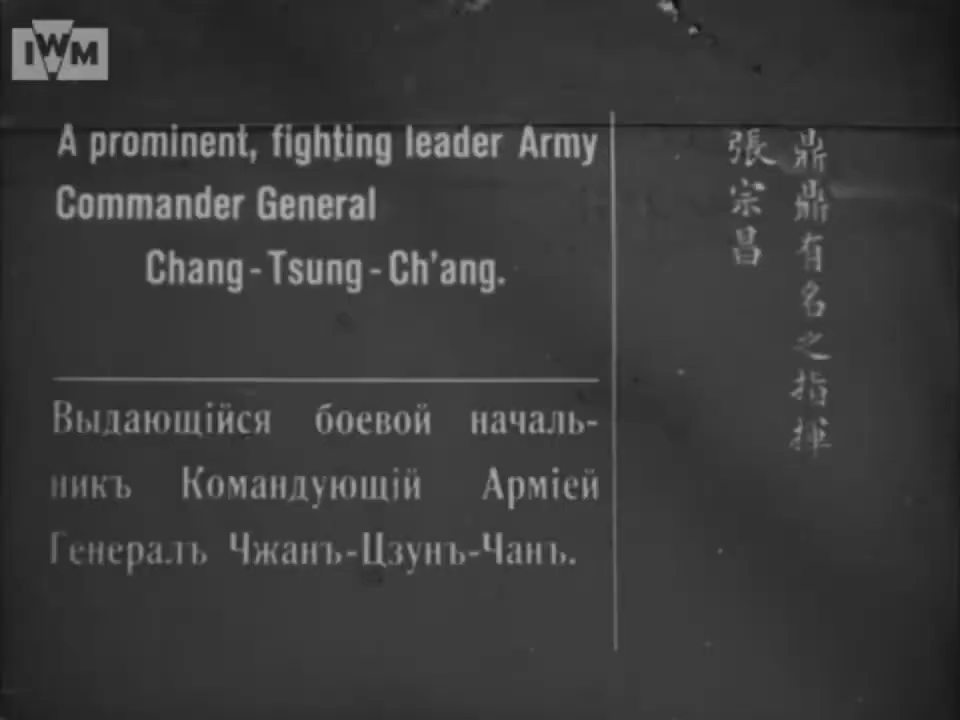 IWM
A prominent, fighting leader Army
Commander General
Chang-Tsung-Ch'ang.
Выдающійся боевой началь-
никъ Командующій Арміей
Генералъ Чжанъ-Цзунъ-Чанъ.
鼎鼎有名之指揮
張宗昌